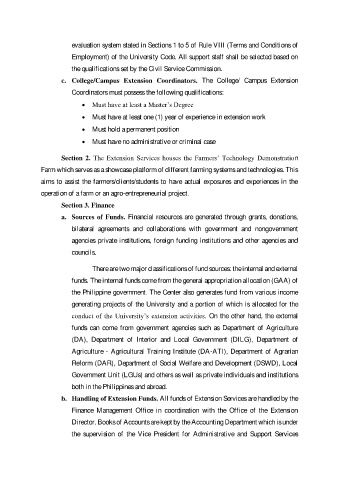 evaluation system stated in Sections 1 to 5 of Rule VIII (Terms and Conditions of
Employment) of the University Code. All support staff shall be selected based on
the qualifications set by the Civil Service Commission.
c. College/Campus Extension Coordinators. The College/ Campus Extension
Coordinators must possess the following qualifications:
• Must have at least a Master's Degree
• Must have at least one (1) year of experience in extension work
• Must hold a permanent position
• Must have no administrative or criminal case
Section 2. The Extension Services houses the Farmers' Technology Demonstration
Farm which serves as a showcase platform of different farming systems and technologies. This
aims to assist the farmers/clients/students to have actual exposures and experiences in the
operation of a farm or an agro-entrepreneurial project.
Section 3. Finance
a. Sources of Funds. Financial resources are generated through grants, donations,
bilateral agreements and collaborations with government and nongovernment
agencies private institutions, foreign funding institutions and other agencies and
councils.
There are two major classifications of fund sources: the internal and external
funds. The internal funds come from the general appropriation allocation (GAA) of
the Philippine government. The Center also generates fund from various income
generating projects of the University and a portion of which is allocated for the
conduct of the University's extension activities. On the other hand, the external
funds can come from government agencies such as Department of Agriculture
(DA), Department of Interior and Local Government (DILG), Department of
Agriculture - Agricultural Training Institute (DA-ATI), Department of Agrarian
Reform (DAR), Department of Social Welfare and Development (DSWD), Local
Government Unit (LGUs) and others as well as private individuals and institutions
both in the Philippines and abroad.
b. Handling of Extension Funds. All funds of Extension Services are handled by the
Finance Management Office in coordination with the Office of the Extension
Director. Books of Accounts are kept by the Accounting Department which is under
the supervision of the Vice President for Administrative and Support Services